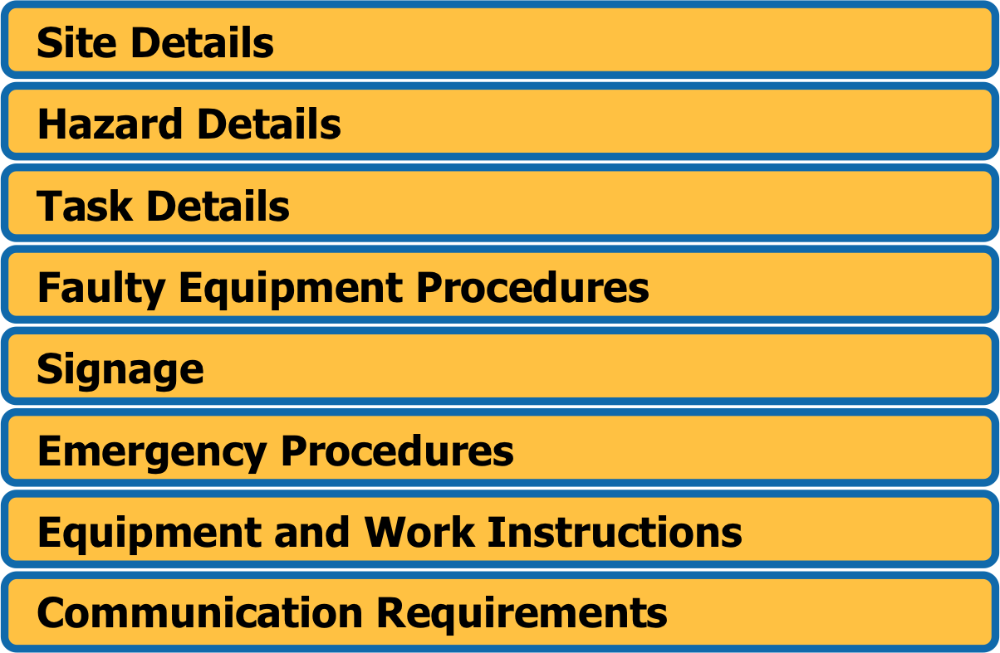 Site Details
Hazard Details
Task Details
Faulty Equipment Procedures
Signage
Emergency Procedures
Equipment and Work Instructions
Communication Requirements